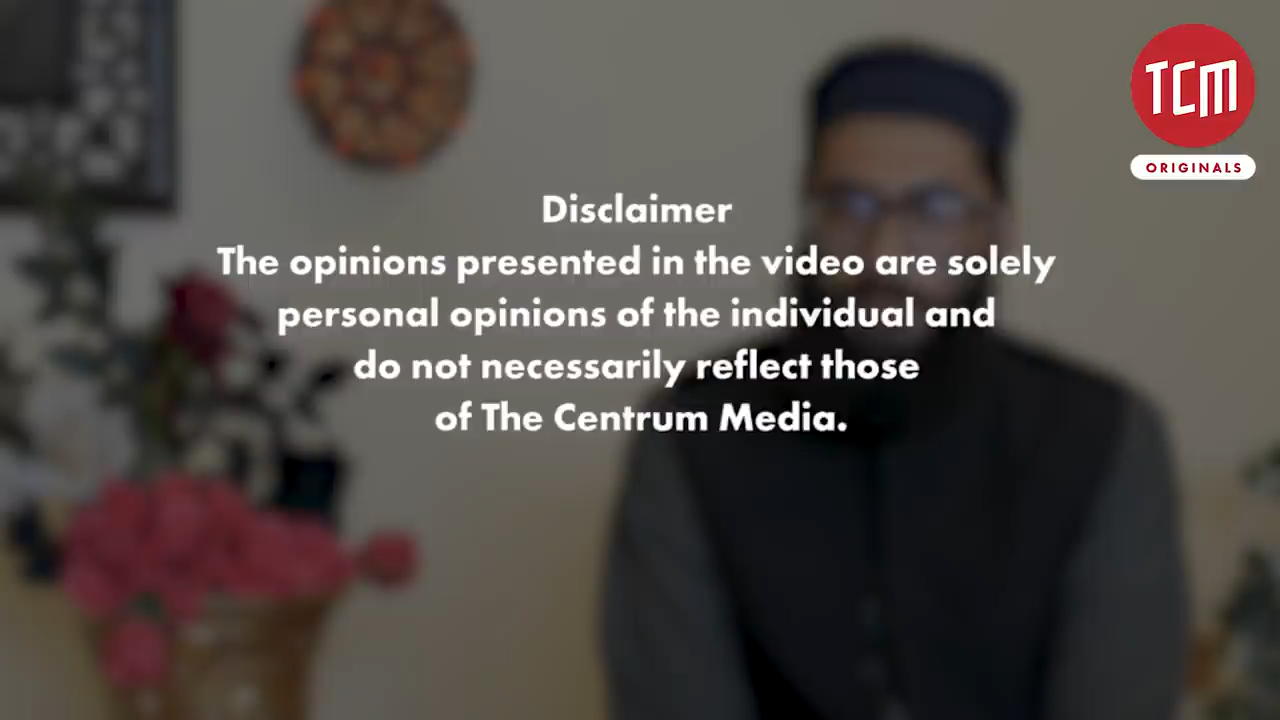 TCM
ORIGINALS
Disclaimer
The opinions presented in the video are solely
personal opinions of the individual and
do not necessarily reflect those
of The Centrum Media.